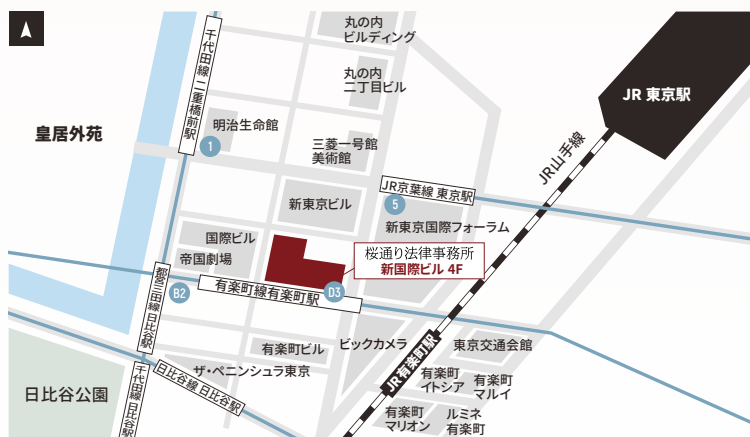 丸の内
ビルディング
丸の内
二丁目ビル
JR 東京駅
千代田線 二重橋前駅
明治生命館
皇居外苑
1
三菱一号館
美術館
JR山手線
JR京葉線 東京駅
5
新東京ビル
新東京国際フォーラム
国際ビル
帝国劇場
桜通り法律事務所
新国際ビル 4F
都営三田線 日比谷駅
B2
有楽町線有楽町駅
D3
有楽町ビル
ビックカメラ
JR有楽町駅
東京交通会館
ザ・ペニンシュラ東京
日比谷線 日比谷駅
有楽町
イトシア
有楽町
マルイ
日比谷公園
千代田線 日比谷駅
有楽町
マリオン
ルミネ
有楽町